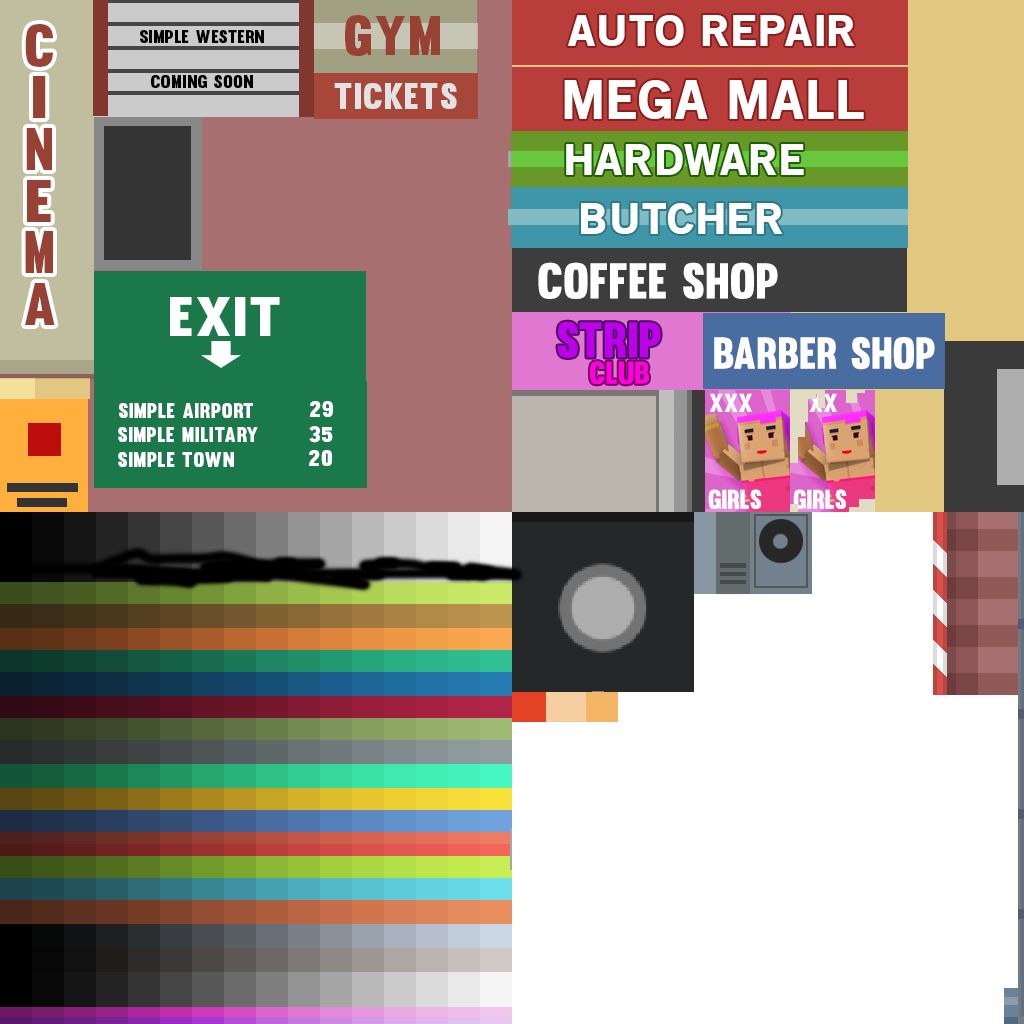 CINEMA
SIMPLE WESTERN
COMING SOON
GYM
TICKETS
EXIT
SIMPLE AIRPORT 29
SIMPLE MILITARY 35
SIMPLE TOWN 20
AUTO REPAIR
MEGA MALL
HARDWARE
BUTCHER
COFFEE SHOP
STRIP
CLUB
BARBER SHOP
XXX
GIRLS
XX
GIRLS